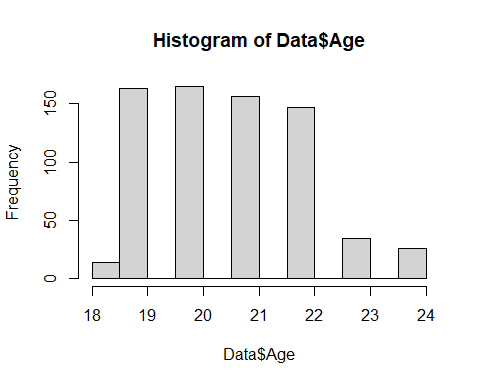 Histogram of Data$Age
Frequency
150
100
50
0
18 19 20 21 22 23 24
Data$Age